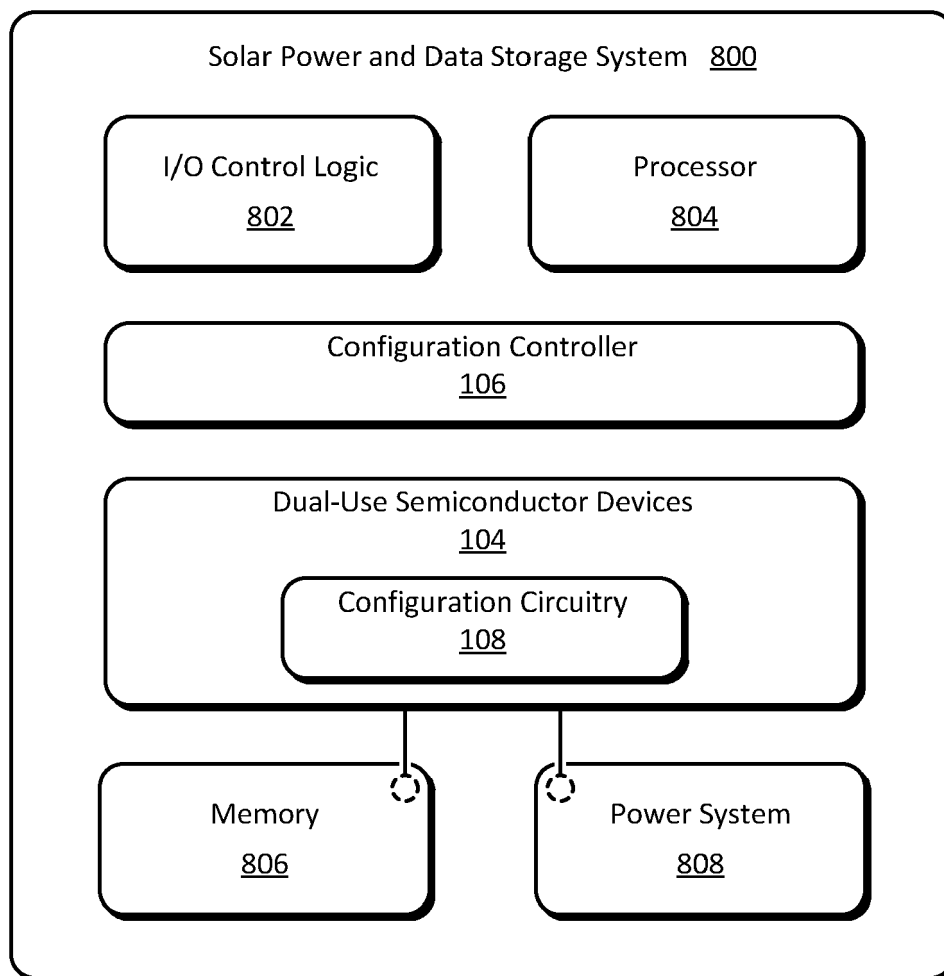 Solar Power and Data Storage System 800
I/O Control Logic
802
Processor
804
Configuration Controller
106
Dual-Use Semiconductor Devices
104
Configuration Circuitry
108
Memory
806
Power System
808